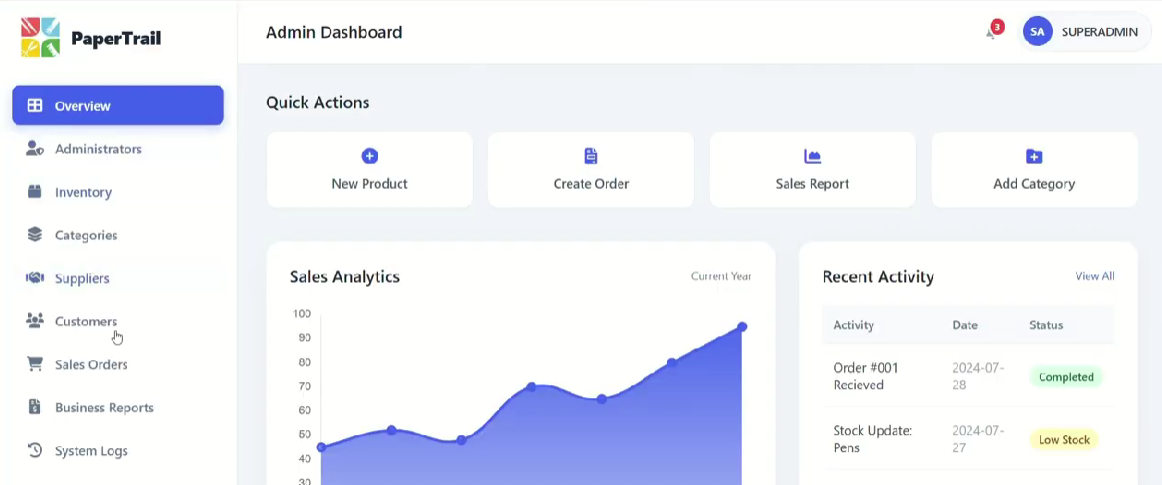 PaperTrail
Admin Dashboard
3
SA
SUPERADMIN
Overview
Administrators
Inventory
Categories
Suppliers
Customers
Sales Orders
Business Reports
System Logs
Quick Actions
New Product
Create Order
Sales Report
Add Category
Sales Analytics
Current Year
100
90
80
70
60
50
40
30
Recent Activity
View All
Activity Date Status
Order #001 2024-07- Completed
Recieved 28
Stock Update: 2024-07- Low Stock
Pens 27